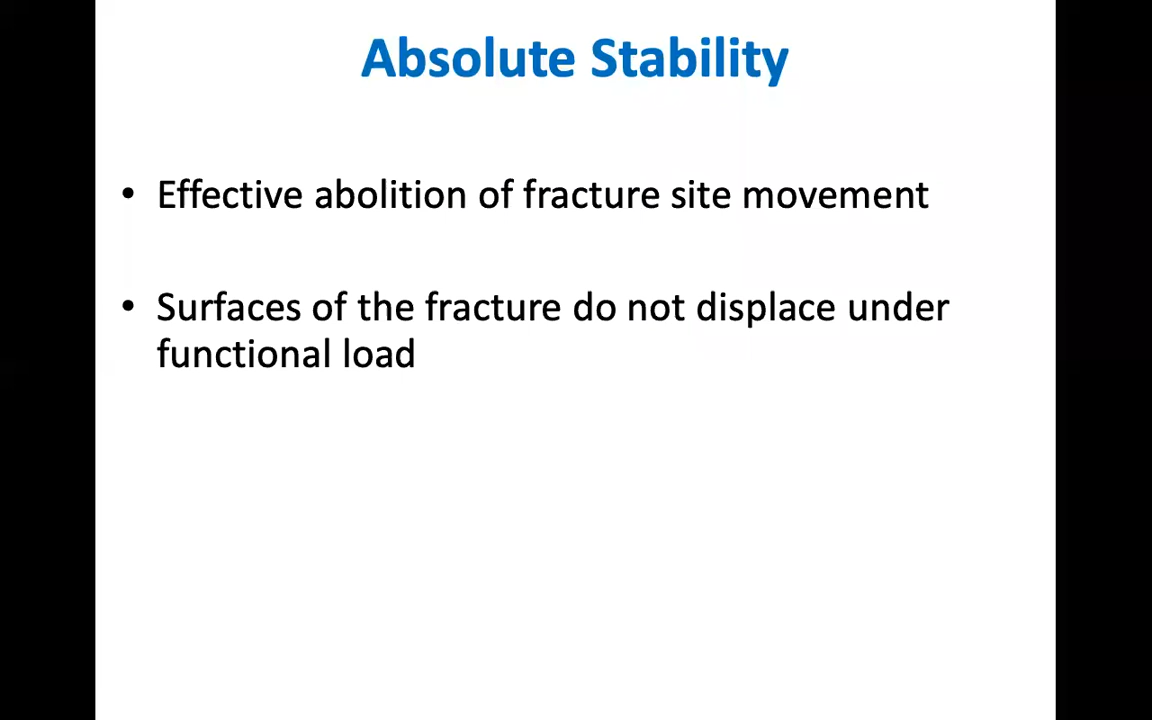 Absolute Stability
• Effective abolition of fracture site movement
• Surfaces of the fracture do not displace under
functional load